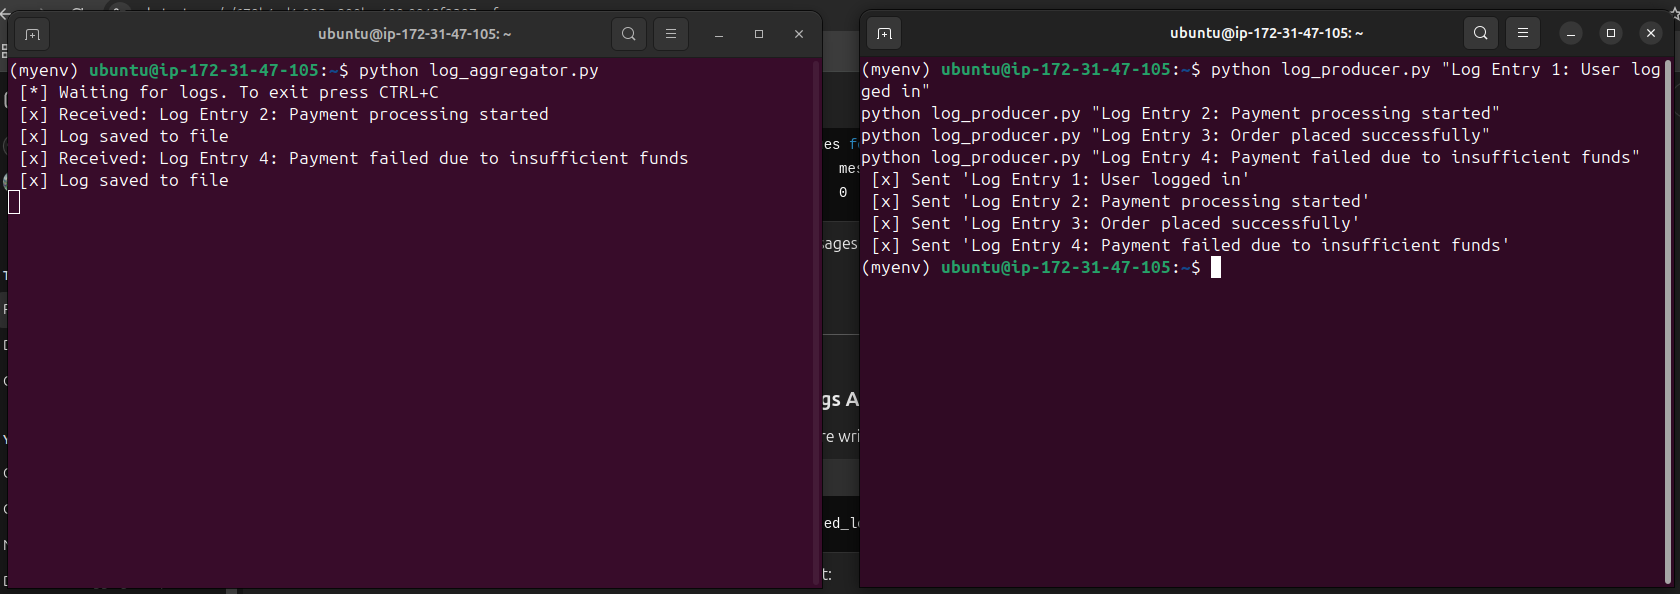 ubuntu@ip-172-31-47-105: ~
(myenv) ubuntu@ip-172-31-47-105:~$ python log_aggregator.py
[*] Waiting for logs. To exit press CTRL+C
[x] Received: Log Entry 2: Payment processing started
[x] Log saved to file
[x] Received: Log Entry 4: Payment failed due to insufficient funds
[x] Log saved to file
es f
mes
0
sages
gs A
re wri
ed_l
t:
ubuntu@ip-172-31-47-105: ~
(myenv) ubuntu@ip-172-31-47-105:~$ python log_producer.py "Log Entry 1: User log
ged in"
python log_producer.py "Log Entry 2: Payment processing started"
python log_producer.py "Log Entry 3: Order placed successfully"
python log_producer.py "Log Entry 4: Payment failed due to insufficient funds"
[x] Sent 'Log Entry 1: User logged in'
[x] Sent 'Log Entry 2: Payment processing started'
[x] Sent 'Log Entry 3: Order placed successfully'
[x] Sent 'Log Entry 4: Payment failed due to insufficient funds'
(myenv) ubuntu@ip-172-31-47-105:~$